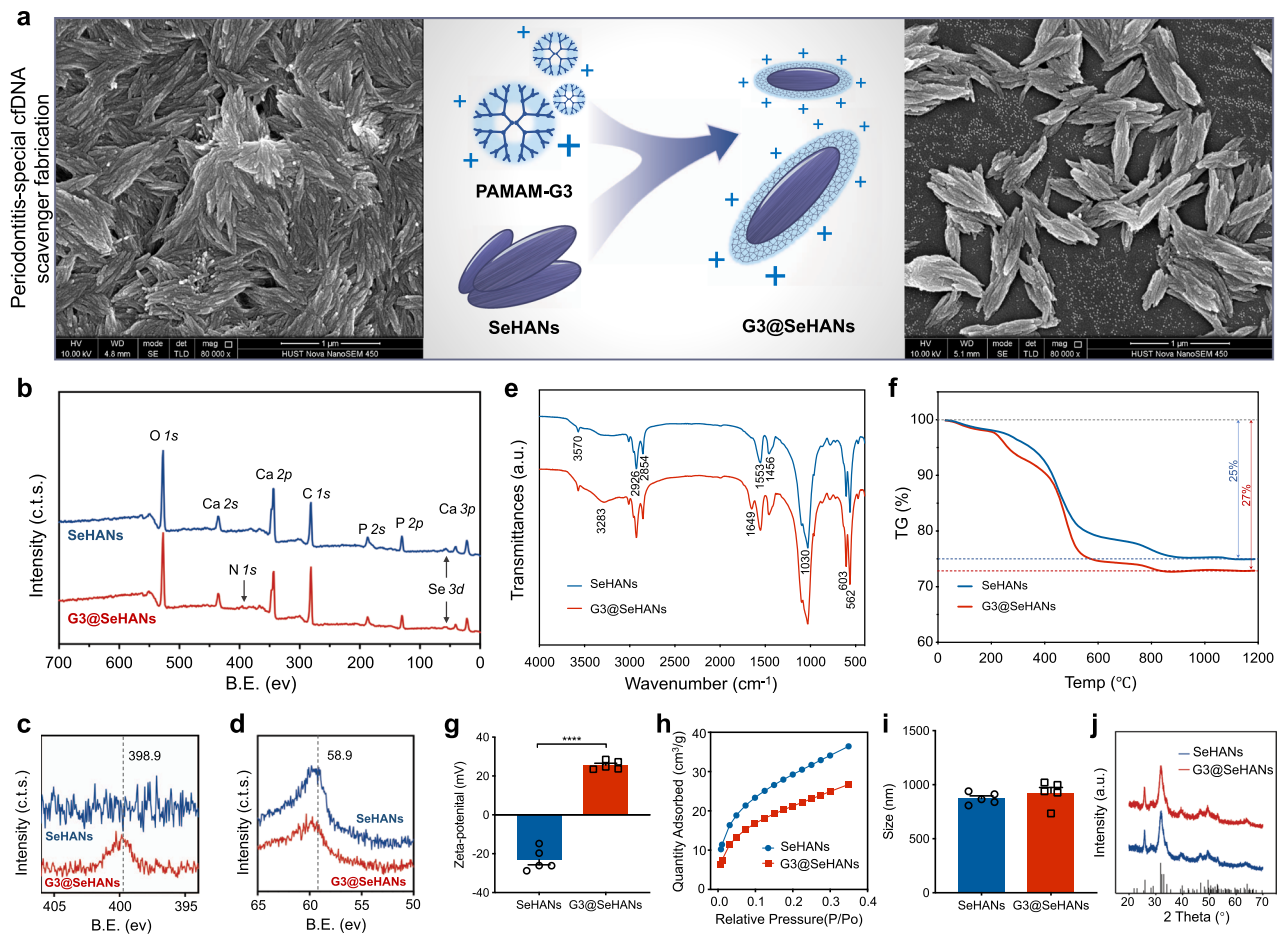 a
Periodontitis-special cfDNA
scavenger fabrication
PAMAM-G3
SeHANs
G3@SeHANs
HV WD mode det mag
10.00 kV 4.8 mm SE TLD 80 000 x
1 µm
HUST Nova NanoSEM 450
HV WD mode det mag
10.00 kV 5.1 mm SE TLD 80 000 x
1 µm
HUST Nova NanoSEM 450
b
Intensity (c.t.s.)
O 1s
Ca 2s
Ca 2p
C 1s
P 2s
P 2p
Ca 3p
SeHANs
N 1s
Se 3d
G3@SeHANs
700 600 500 400 300 200 100 0
B.E. (ev)
e
Transmittances (a.u.)
3570
2926
2854
1553
1456
3283
1649
1030
603
562
SeHANs
G3@SeHANs
4000 3000 2500 2000 1500 1000 500
Wavenumber (cm-1)
f
TG (%)
100
90
80
70
60
25%
27%
SeHANs
G3@SeHANs
0 200 400 600 800 1000 1200
Temp (°C)
c
Intensity (c.t.s.)
398.9
SeHANs
G3@SeHANs
405 400 395
B.E. (ev)
d
Intensity (c.t.s.)
58.9
SeHANs
G3@SeHANs
65 60 55 50
B.E. (ev)
g
Zeta-potenital (mV)
****
40
20
0
-20
-40
SeHANs G3@SeHANs
h
Quantity Adsorbed (cm3/g)
40
30
20
10
0
SeHANs
G3@SeHANs
0.0 0.1 0.2 0.3 0.4
Relative Pressure(P/Po)
i
Size (nm)
1500
1000
500
0
SeHANs G3@SeHANs
j
Intensity (a.u.)
SeHANs
G3@SeHANs
20 30 40 50 60 70
2 Theta (°)